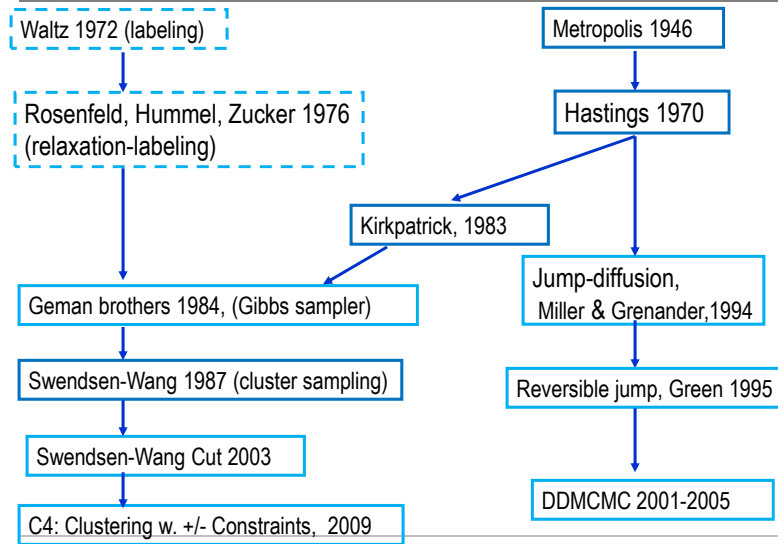 Waltz 1972 (labeling)
Metropolis 1946
Rosenfeld, Hummel, Zucker 1976
(relaxation-labeling)
Hastings 1970
Kirkpatrick, 1983
Jump-diffusion,
Miller & Grenander,1994
Geman brothers 1984, (Gibbs sampler)
Swendsen-Wang 1987 (cluster sampling)
Reversible jump, Green 1995
Swendsen-Wang Cut 2003
DDMCMC 2001-2005
C4: Clustering w. +/- Constraints, 2009